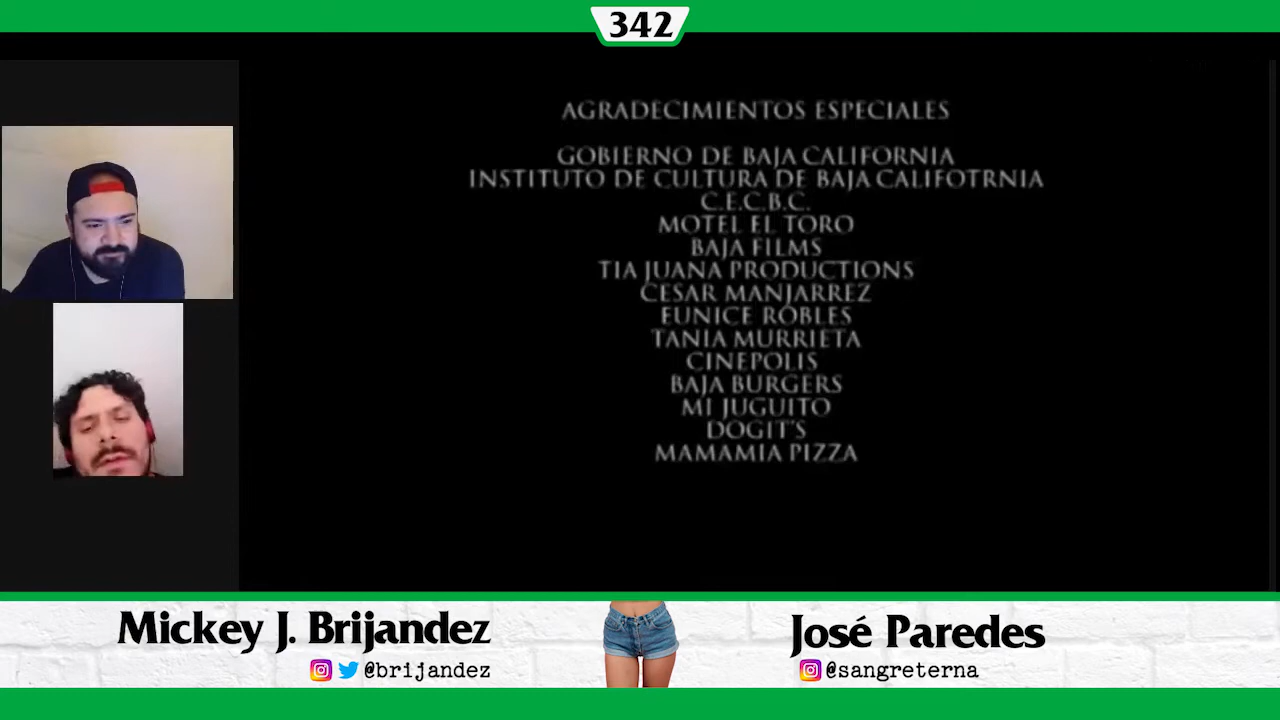 342
AGRADECIMIENTOS ESPECIALES
GOBIERNO DE BAJA CALIFORNIA
INSTITUTO DE CULTURA DE BAJA CALIFOTRNIA
C.E.C.B.C.
MOTEL EL TORO
BAJA FILMS
TIA JUANA PRODUCTIONS
CESAR MANJARREZ
EUNICE ROBLES
TANIA MURRIETA
CINEPOLIS
BAJA BURGERS
MI JUGUITO
DOGIT'S
MAMAMIA PIZZA
Mickey J. Brijandez
@brijandez
José Paredes
@sangreterna